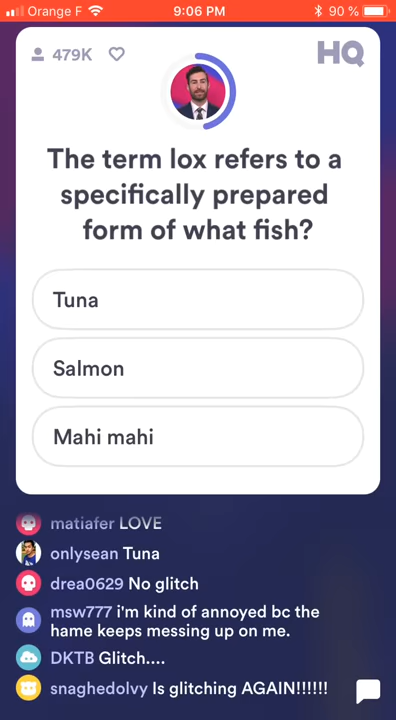 Orange F 9:06 PM 90 %
479K HQ
The term lox refers to a
specifically prepared
form of what fish?
Tuna
Salmon
Mahi mahi
matiafer LOVE
onlysean Tuna
drea0629 No glitch
msw777 i'm kind of annoyed bc the
hame keeps messing up on me.
DKTB Glitch....
snaghedolvy Is glitching AGAIN!!!!!!